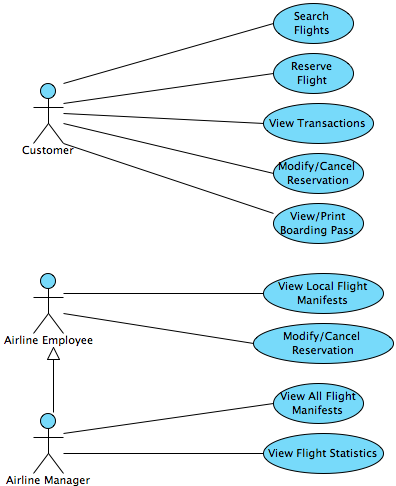 Search
Flights
Reserve
Flight
View Transactions
Customer
Modify/Cancel
Reservation
View/Print
Boarding Pass
View Local Flight
Manifests
Airline Employee
Modify/Cancel
Reservation
View All Flight
Manifests
View Flight Statistics
Airline Manager